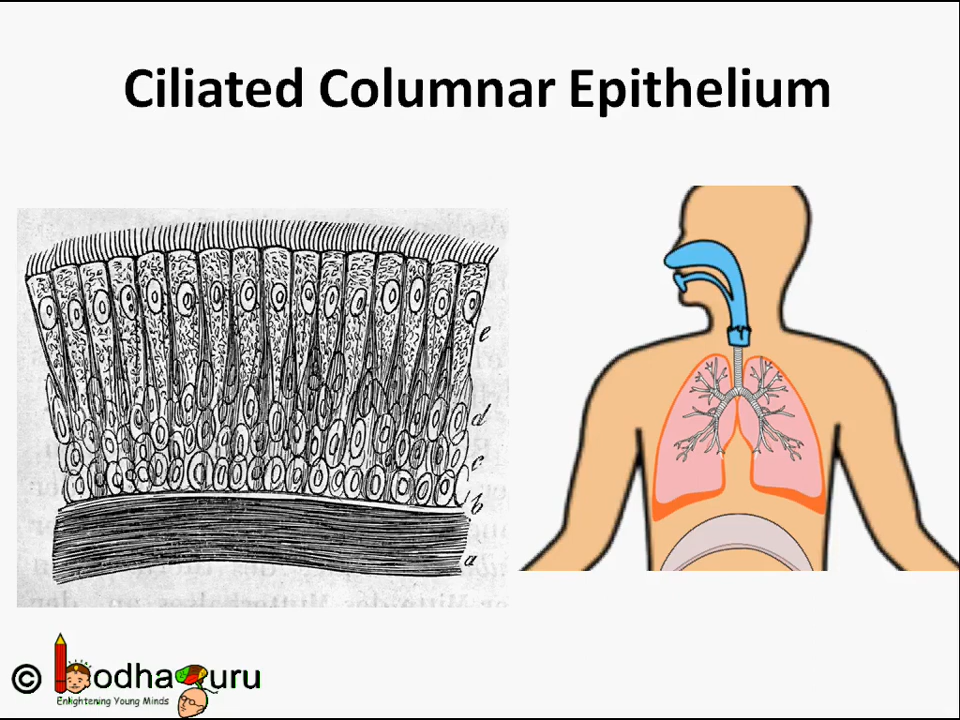 Ciliated Columnar Epithelium
e
d
c
b
a
© BodhaGuru
Enlightening Young Minds